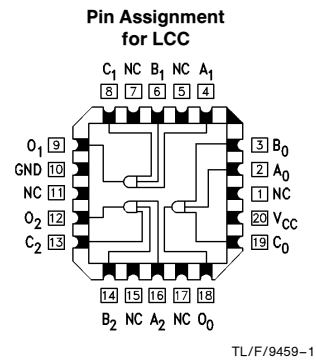 Pin Assignment
for LCC
C1 NC B1 NC A1
8 7 6 5 4
O1 9
GND 10
NC 11
O2 12
C2 13
3 B0
2 A0
1 NC
20 VCC
19 C0
14 15 16 17 18
B2 NC A2 NC O0
TL/F/9459–1